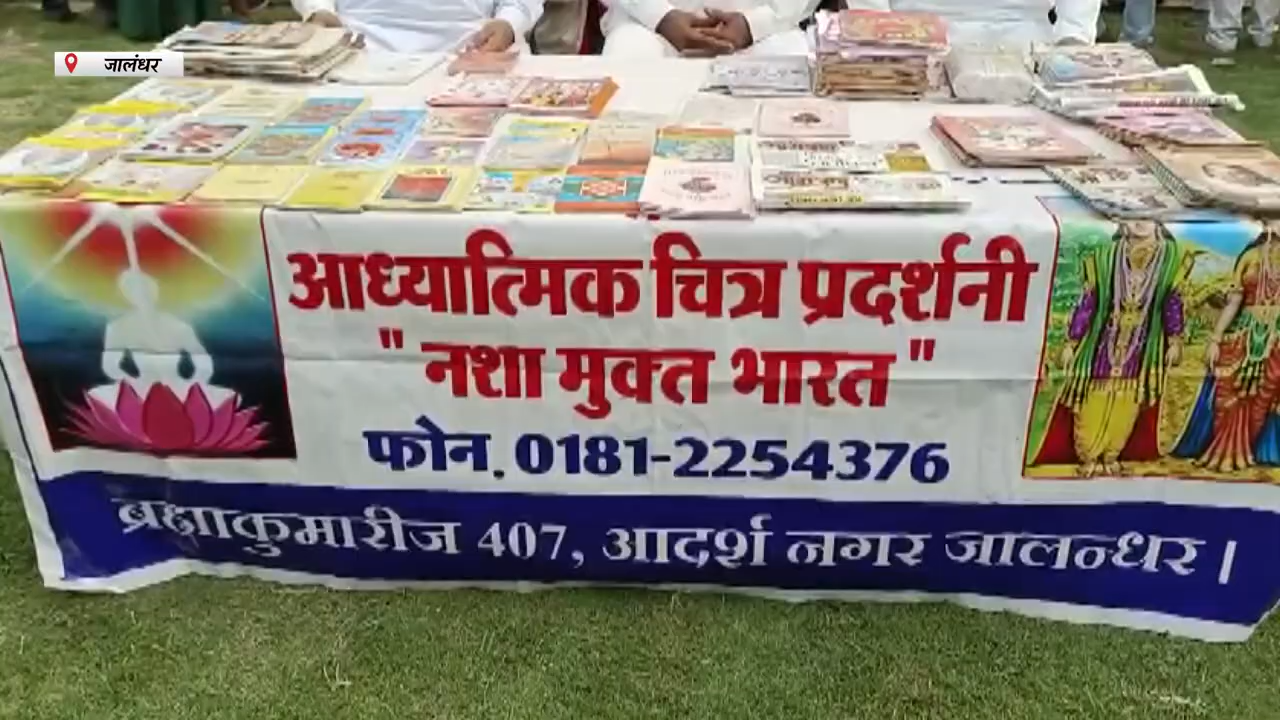 जालंधर
आध्यात्मिक चित्र प्रदर्शनी
" नशा मुक्त भारत "
फोन. 0181-2254376
ब्रह्माकुमारीज 407, आदर्श नगर जालन्धर।